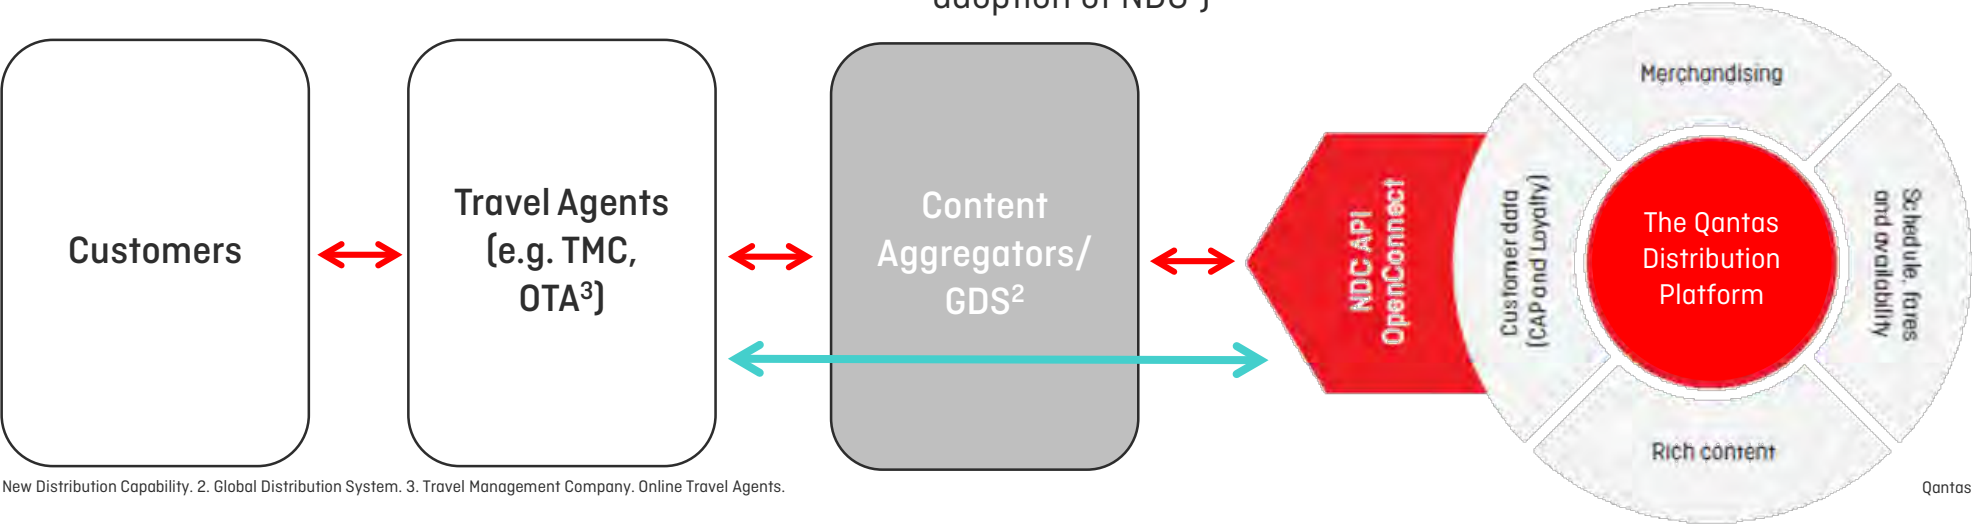 Customers
Travel Agents
(e.g. TMC,
OTA³)
Content
Aggregators/
GDS²
NDC API
OpenConnect
Customer data
(CAP and Loyalty)
Merchandising
The Qantas
Distribution
Platform
Schedule, fares
and availability
Rich content
New Distribution Capability. 2. Global Distribution System. 3. Travel Management Company. Online Travel Agents.
Qantas